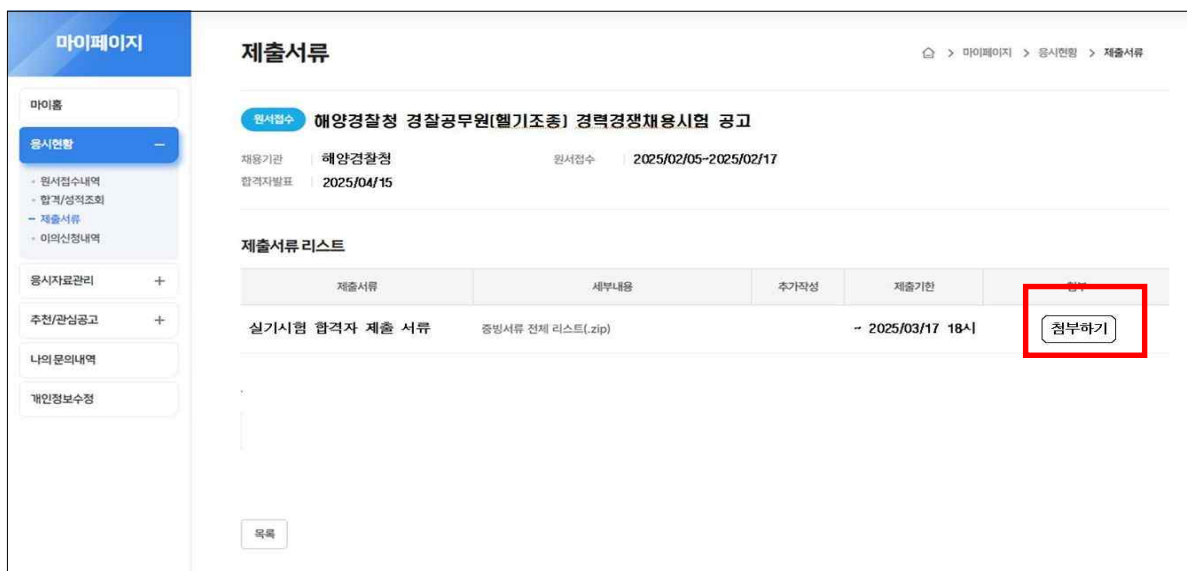 마이페이지
마이홈
응시현황 −
- 원서접수내역
- 합격/성적조회
− 제출서류
- 이의신청내역
응시자료관리 +
추천/관심공고 +
나의 문의내역
개인정보수정
제출서류
> 마이페이지 > 응시현황 > 제출서류
원서접수 해양경찰청 경찰공무원(헬기조종) 경력경쟁채용시험 공고
채용기관 해양경찰청 원서접수 2025/02/05~2025/02/17
합격자발표 2025/04/15
제출서류 리스트
제출서류 세부내용 추가작성 제출기한 첨부
실기시험 합격자 제출 서류 증빙서류 전체 리스트(.zip) ~ 2025/03/17 18시 첨부하기
목록